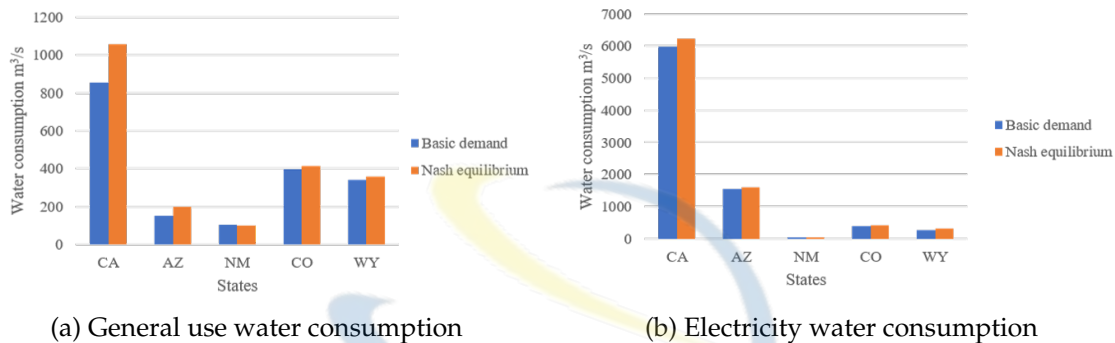 1200
1000
800
600
400
200
0
Water consumption m³/s
CA AZ NM CO WY
States
Basic demand
Nash equilibrium
(a) General use water consumption
7000
6000
5000
4000
3000
2000
1000
0
Water consumption m³/s
CA AZ NM CO WY
States
Basic demand
Nash equilibrium
(b) Electricity water consumption